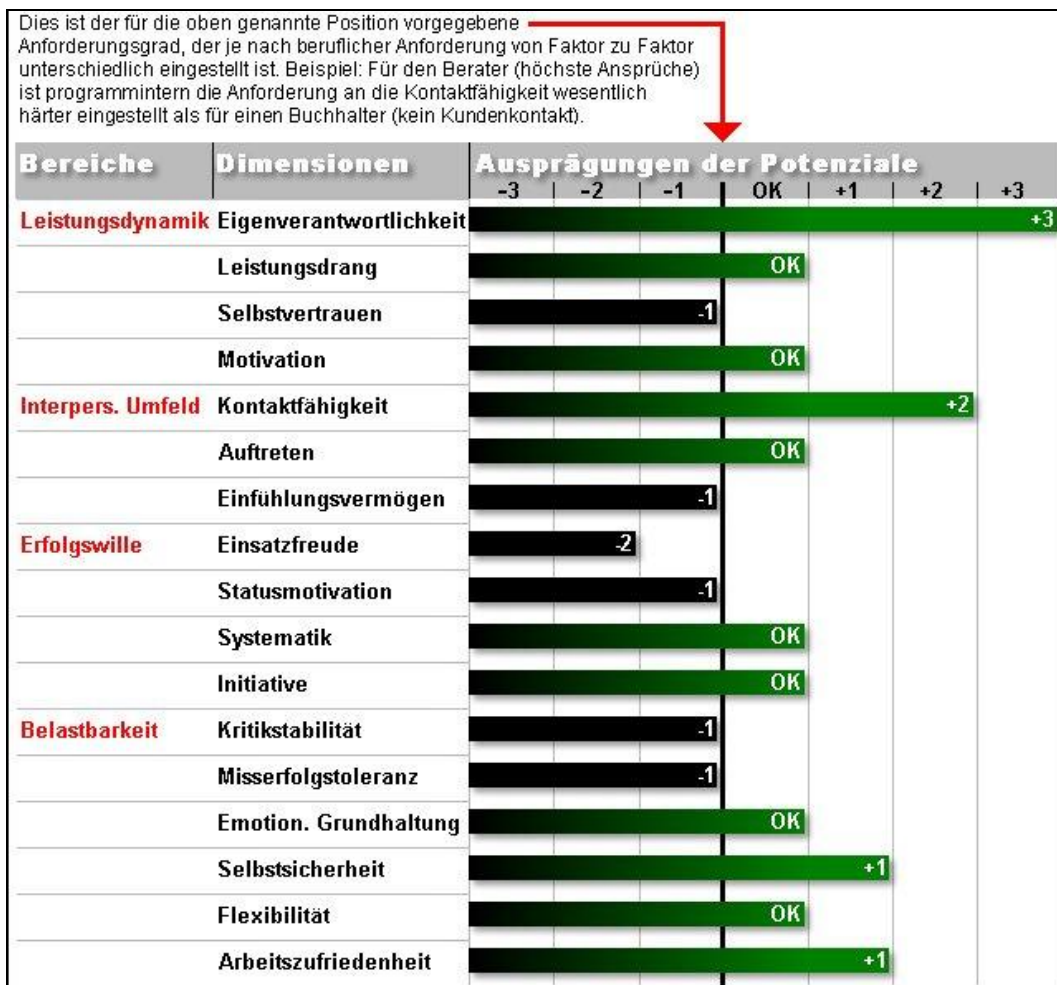 Dies ist der für die oben genannte Position vorgegebene
Anforderungsgrad, der je nach beruflicher Anforderung von Faktor zu Faktor
unterschiedlich eingestellt ist. Beispiel: Für den Berater (höchste Ansprüche)
ist programmintern die Anforderung an die Kontaktfähigkeit wesentlich
härter eingestellt als für einen Buchhalter (kein Kundenkontakt).
Bereiche Dimensionen Ausprägungen der Potenziale
-3 -2 -1 OK +1 +2 +3
Leistungsdynamik Eigenverantwortlichkeit +3
Leistungsdrang OK
Selbstvertrauen -1
Motivation OK
Interpers. Umfeld Kontaktfähigkeit +2
Auftreten OK
Einfühlungsvermögen -1
Erfolgswille Einsatzfreude -2
Statusmotivation -1
Systematik OK
Initiative OK
Belastbarkeit Kritikstabilität -1
Misserfolgstoleranz -1
Emotion. Grundhaltung OK
Selbstsicherheit +1
Flexibilität OK
Arbeitszufriedenheit +1